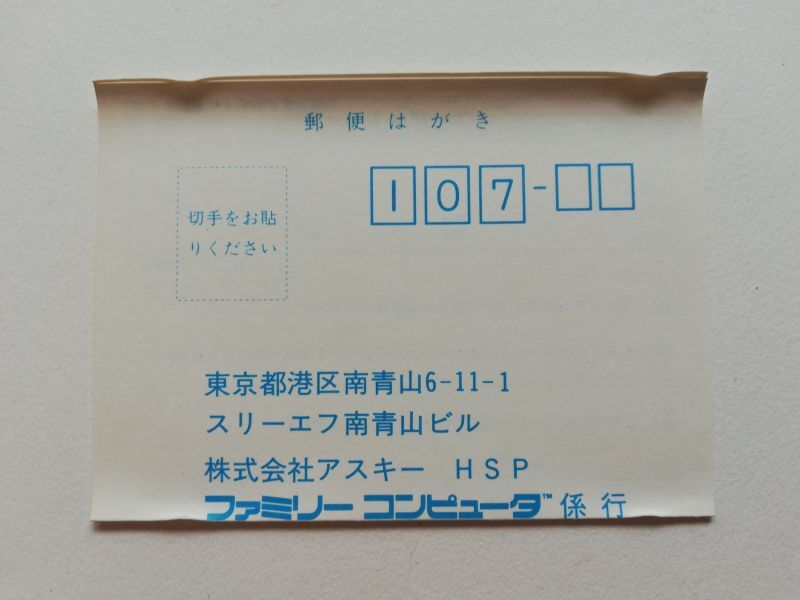 郵便はがき
107-
切手をお貼
りください
東京都港区南青山6-11-1
スリーエフ南青山ビル
株式会社アスキー HSP
ファミリーコンピュータ™係行